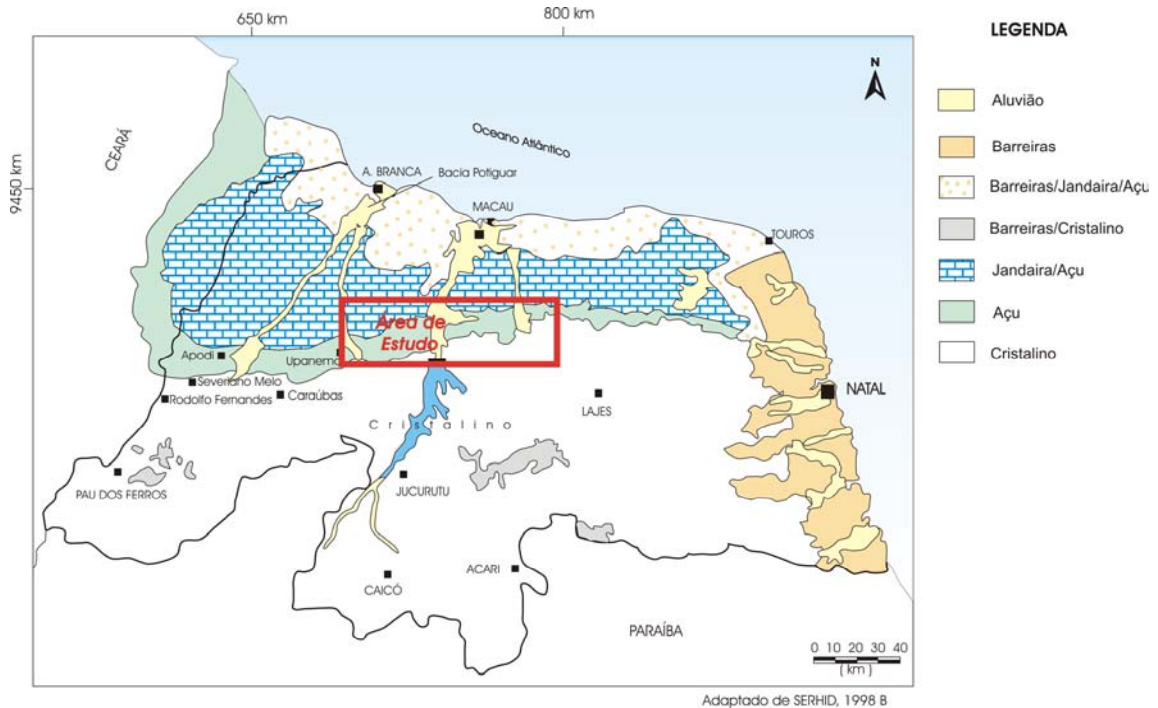 650 km
800 km
LEGENDA
N
CEARÁ
Oceano Atlântico
Aluvião
9450 km
A. BRANCA
Bacia Potiguar
Barreiras
MACAU
Barreiras/Jandaira/Açu
TOUROS
Barreiras/Cristalino
Jandaira/Açu
Área de
Estudo
Açu
Apodi
Upanema
Cristalino
Severiano Melo
Rodolfo Fernandes
Caraúbas
NATAL
LAJES
Cristalino
PAU DOS FERROS
JUCURUTU
ACARI
CAICÓ
PARAÍBA
0 10 20 30 40
( km )
Adaptado de SERHID, 1998 B